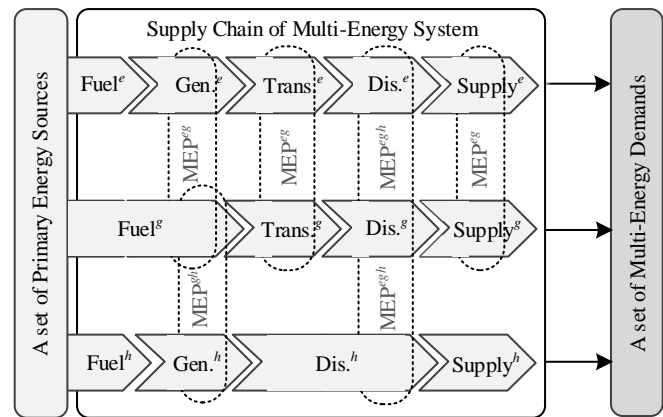 Supply Chain of Multi-Energy System
A set of Primary Energy Sources
Fuel^e Gen.^e Trans.^e Dis.^e Supply^e
MEP^eg MEP^eg MEP^egh MEP^eg
Fuel^g Trans.^g Dis.^g Supply^g
MEP^gh MEP^egh
Fuel^h Gen.^h Dis.^h Supply^h
A set of Multi-Energy Demands